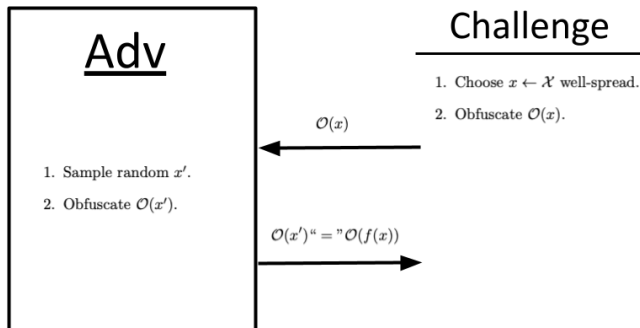 Adv
Challenge
1. Choose x ← 𝒳 well-spread.
2. Obfuscate 𝒪(x).
𝒪(x)
1. Sample random x′.
2. Obfuscate 𝒪(x′).
𝒪(x′)“ = ”𝒪(f(x))